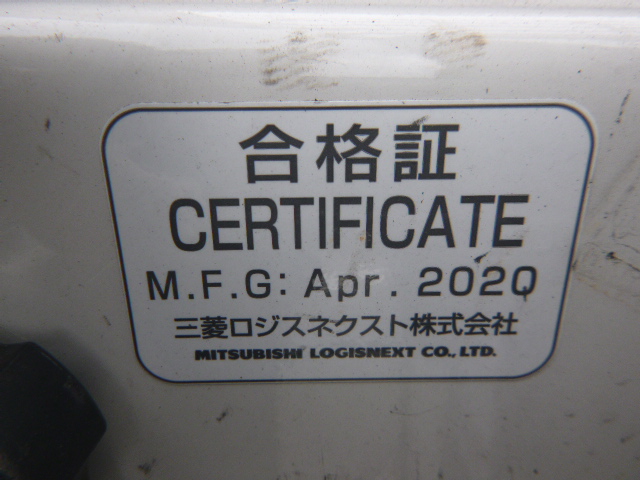 合格証
CERTIFICATE
M.F.G: Apr. 2020
三菱ロジスネクスト株式会社
MITSUBISHI LOGISNEXT CO., LTD.